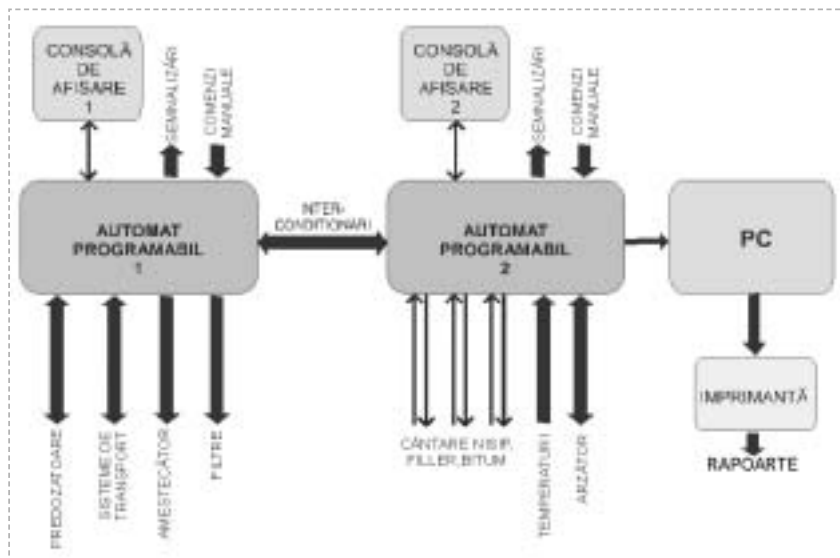 CONSOLĂ
DE
AFISARE
1
SEMNALIZĂRI
COMENZI
MANUALE
CONSOLĂ
DE
AFISARE
2
SEMNALIZĂRI
COMENZI
MANUALE
AUTOMAT
PROGRAMABIL
1
INTER-
CONDITIONĂRI
AUTOMAT
PROGRAMABIL
2
PC
IMPRIMANTĂ
RAPOARTE
PREDOZATOARE
SISTEME DE
TRANSPORT
AMESTECĂTOR
FILTRE
CÂNTARE NISIP,
FILLER,BITUM
TEMPERATURI
ARZĂTOR